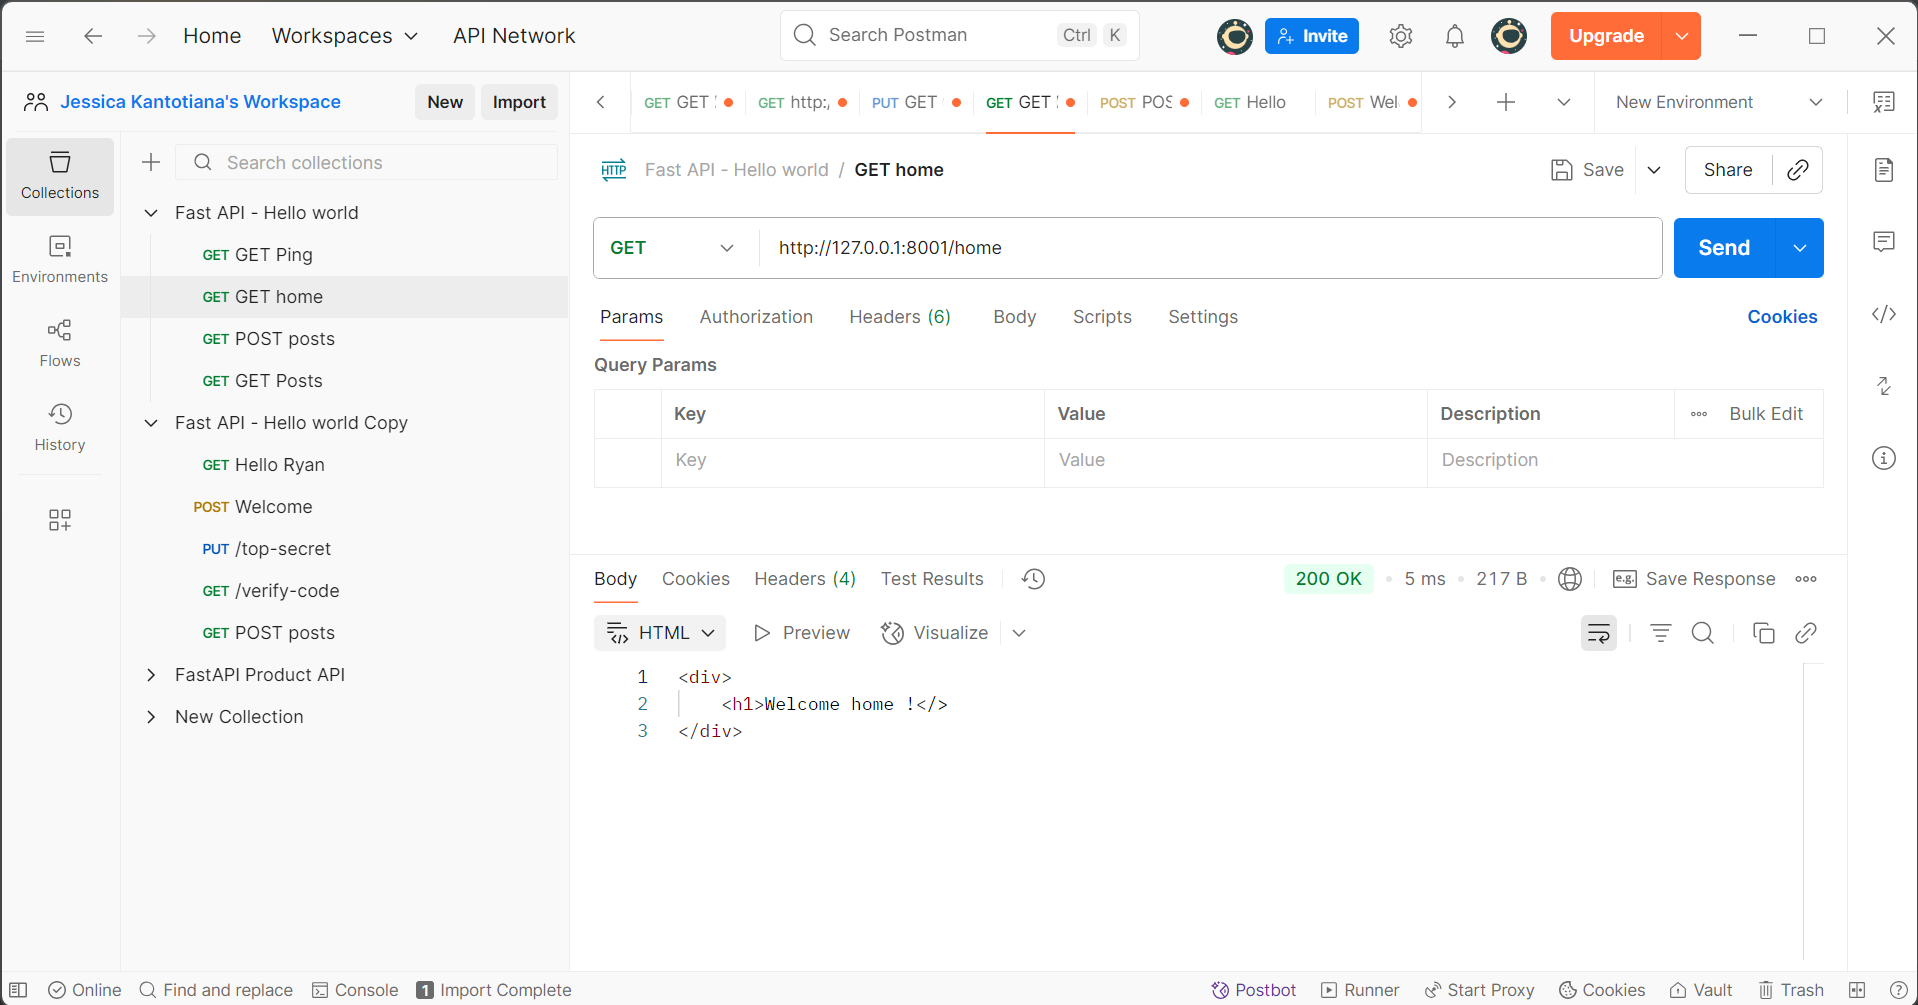 Home Workspaces API Network Search Postman Ctrl K Invite Upgrade
Jessica Kantotiana's Workspace New Import
GET GET PUT GET GET GET POST POS GET Hello POST Wel New Environment
Collections
Environments
Flows
History
Search collections
Fast API - Hello world
GET GET Ping
GET GET home
POST POST posts
GET GET Posts
Fast API - Hello world Copy
GET Hello Ryan
POST Welcome
PUT /top-secret
GET /verify-code
GET POST posts
FastAPI Product API
New Collection
HTTP Fast API - Hello world / GET home Save Share
GET http://127.0.0.1:8001/home Send
Params Authorization Headers (6) Body Scripts Settings Cookies
Query Params
Key Value Description Bulk Edit
Key Value Description
Body Cookies Headers (4) Test Results 200 OK 5 ms 217 B e.g. Save Response
HTML Preview Visualize
1 <div>
2 <h1>Welcome home !</>
3 </div>
Online Find and replace Console 1 Import Complete Postbot Runner Start Proxy Cookies Vault Trash